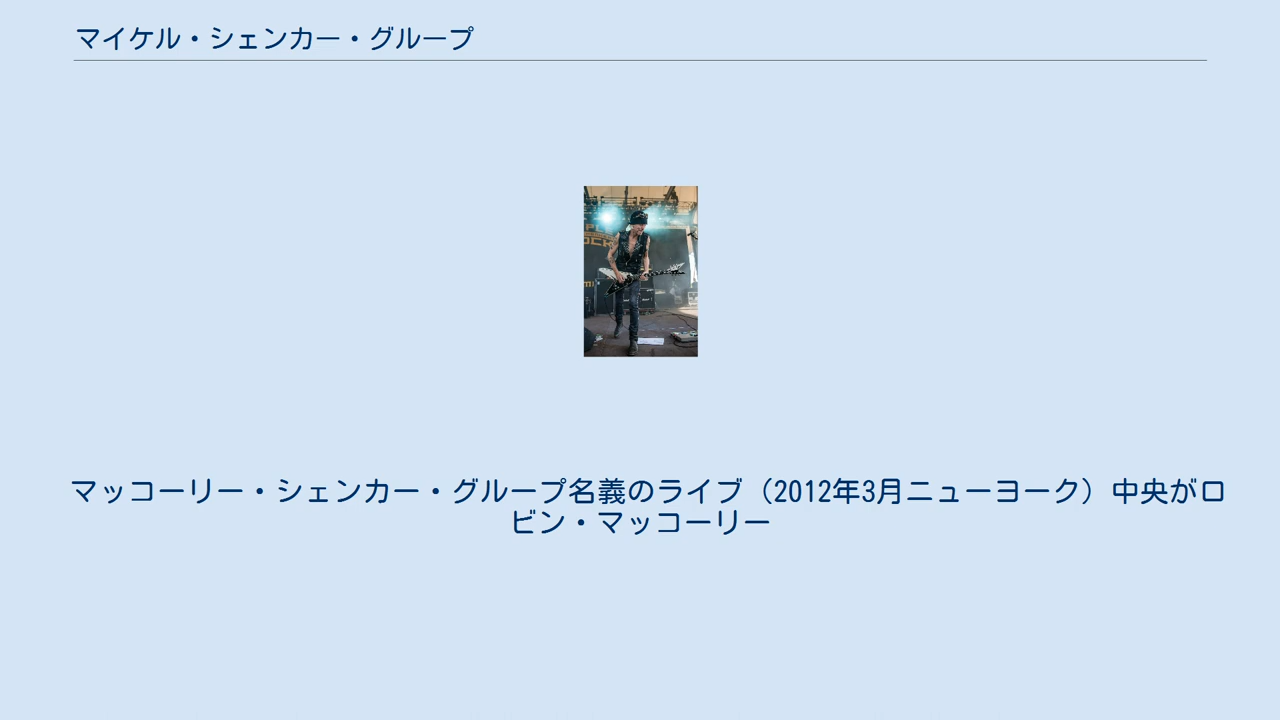 マイケル・シェンカー・グループ
マッコーリー・シェンカー・グループ名義のライブ（2012年3月ニューヨーク）中央がロ
ビン・マッコーリー